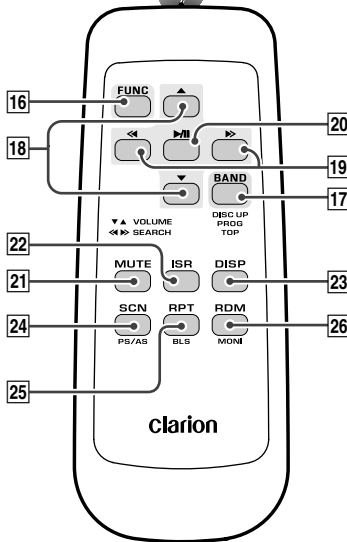 FUNC
▲
16
20
18
◀◀ ▶/II ▶▶
19
▼ BAND
17
▼▲ VOLUME
◀◀ ▶▶ SEARCH
DISC UP
PROG
TOP
22
MUTE ISR DISP
21
23
SCN RPT RDM
24
26
PS/AS BLS MONI
25
clarion